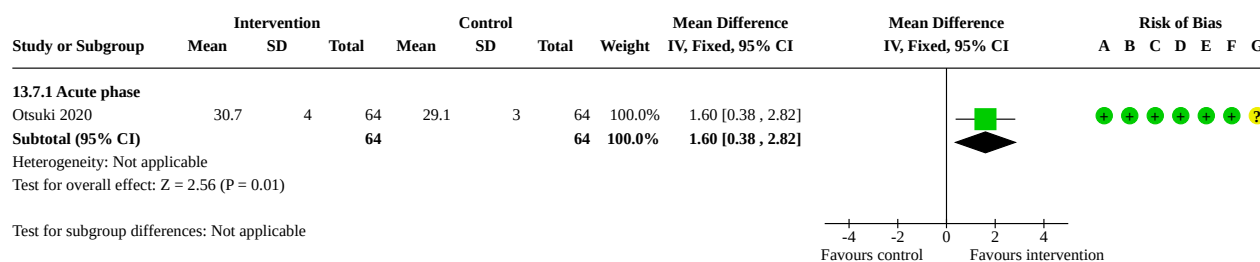 Intervention Control Mean Difference Mean Difference Risk of Bias
Study or Subgroup Mean SD Total Mean SD Total Weight IV, Fixed, 95% CI IV, Fixed, 95% CI A B C D E F G
13.7.1 Acute phase
Otsuki 2020 30.7 4 64 29.1 3 64 100.0% 1.60 [0.38 , 2.82] + + + + + + ?
Subtotal (95% CI) 64 64 100.0% 1.60 [0.38 , 2.82]
Heterogeneity: Not applicable
Test for overall effect: Z = 2.56 (P = 0.01)
Test for subgroup differences: Not applicable
-4 -2 0 2 4
Favours control Favours intervention